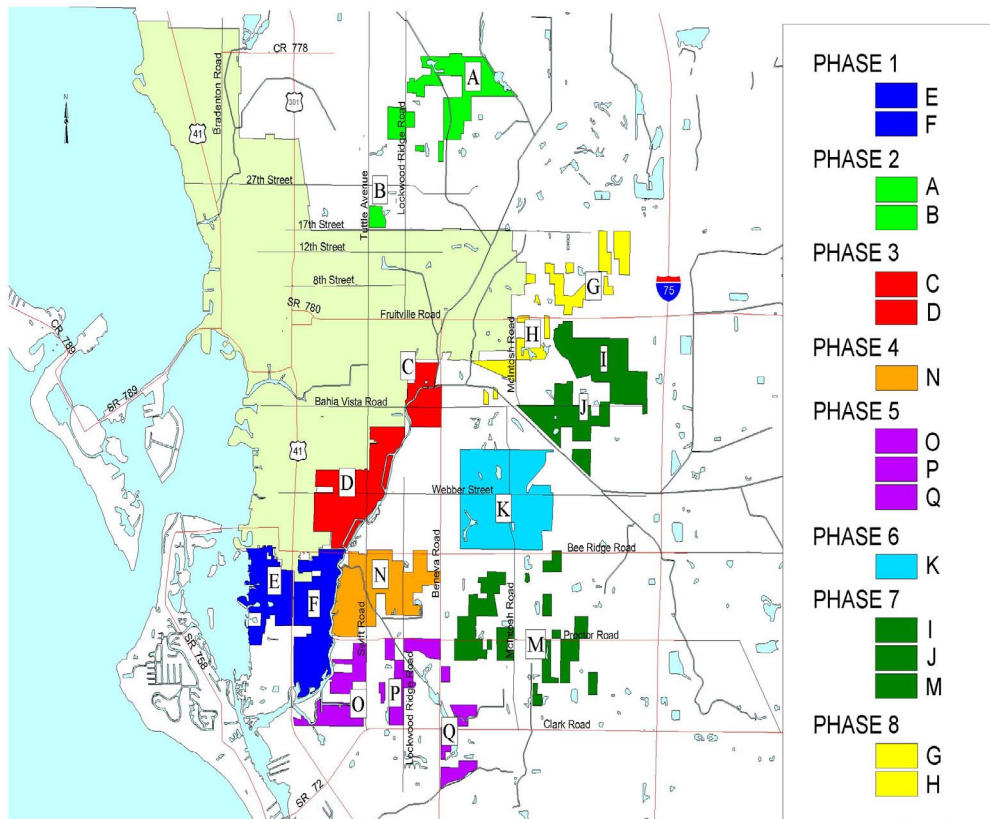 CR 778
Bradenton Road
301
41
A
Lockwood Ridge Road
N
27th Street
B
Tuttle Avenue
17th Street
12th Street
8th Street
G
75
SR 780
Fruitville Road
CR 789
H
McIntosh Road
I
C
SR 789
Bahia Vista Road
J
41
D
Webber Street
K
Bee Ridge Road
E
N
F
Beneva Road
Swift Road
McIntosh Road
Proctor Road
M
SR 758
P
O
Lockwood Ridge Road
Clark Road
Q
SR 72
PHASE 1
E
F
PHASE 2
A
B
PHASE 3
C
D
PHASE 4
N
PHASE 5
O
P
Q
PHASE 6
K
PHASE 7
I
J
M
PHASE 8
G
H